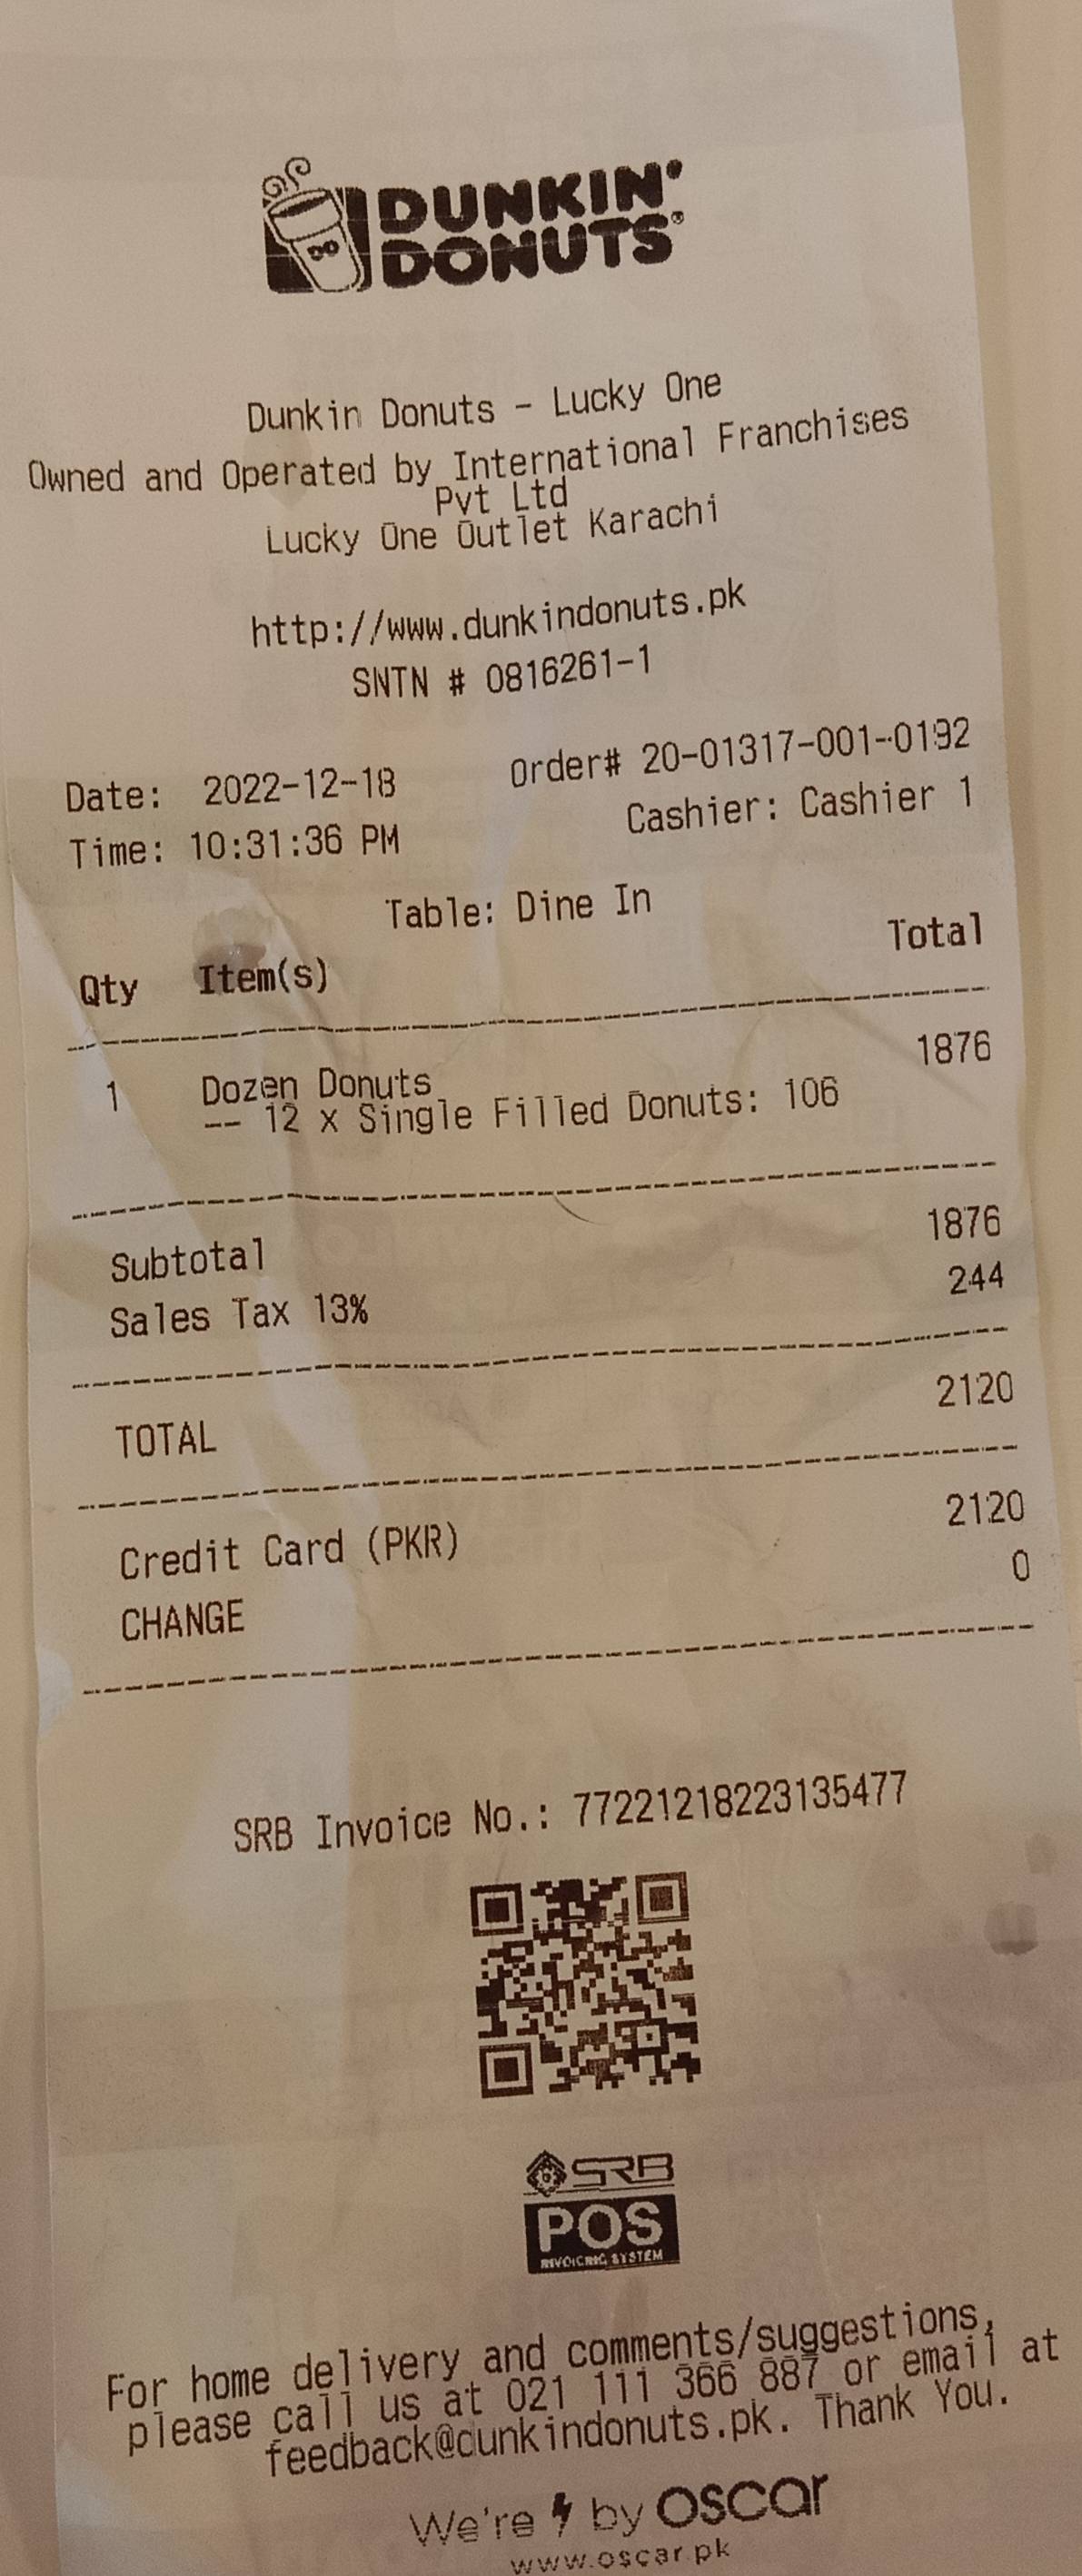 DUNKIN'
DONUTS®
Dunkin Donuts - Lucky One
Owned and Operated by International Franchises
Pvt Ltd
Lucky One Outlet Karachi
http://www.dunkindonuts.pk
SNTN # 0816261-1
Date: 2022-12-18 Order# 20-01317-001-0192
Time: 10:31:36 PM Cashier: Cashier 1
Table: Dine In
Qty Item(s) Total
1 Dozen Donuts 1876
-- 12 x Single Filled Donuts: 106
Subtotal 1876
Sales Tax 13% 244
TOTAL 2120
Credit Card (PKR) 2120
CHANGE 0
SRB Invoice No.: 77221218223135477
SRB
POS
INVOICING SYSTEM
For home delivery and comments/suggestions,
please call us at 021 111 366 887 or email at
feedback@dunkindonuts.pk. Thank You.
We're by oscar
www.oscar.pk